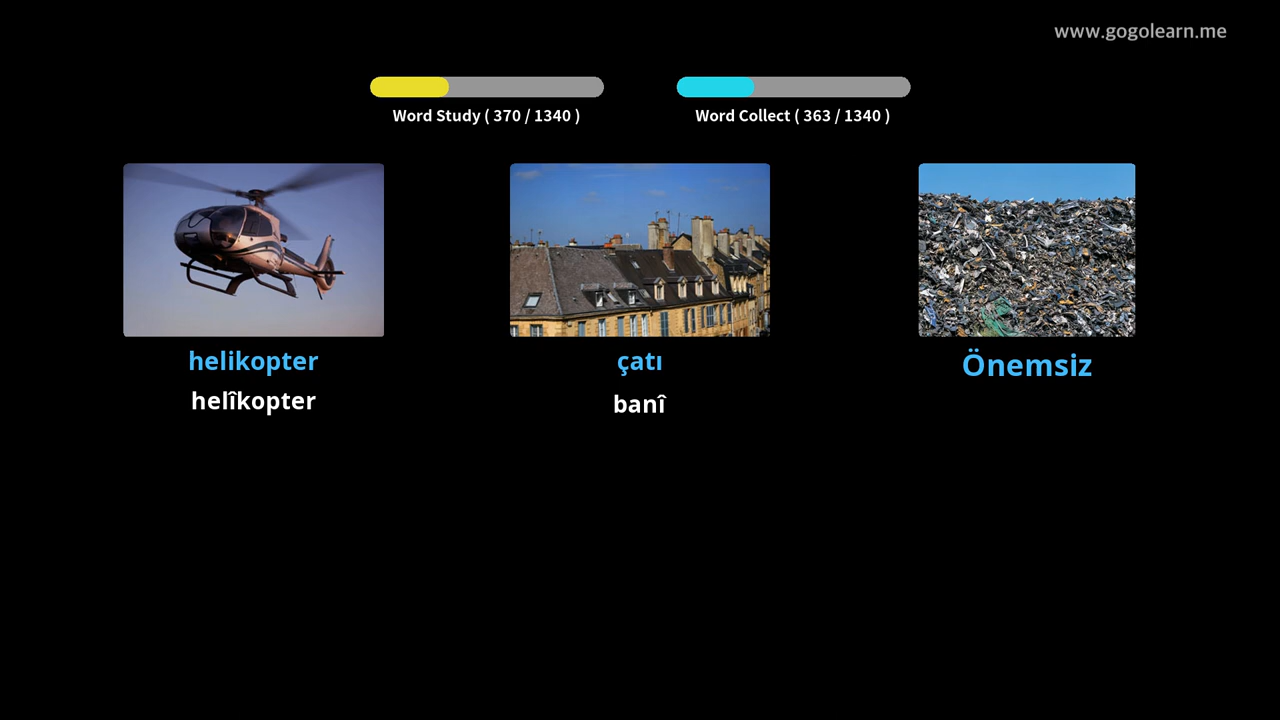 www.gogolearn.me
Word Study ( 370 / 1340 )
Word Collect ( 363 / 1340 )
helikopter
helîkopter
çatı
banî
Önemsiz